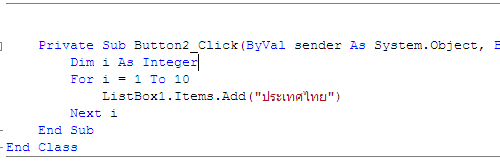 Private Sub Button2_Click(ByVal sender As System.Object,
Dim i As Integer
For i = 1 To 10
ListBox1.Items.Add("ประเทศไทย")
Next i
End Sub
End Class